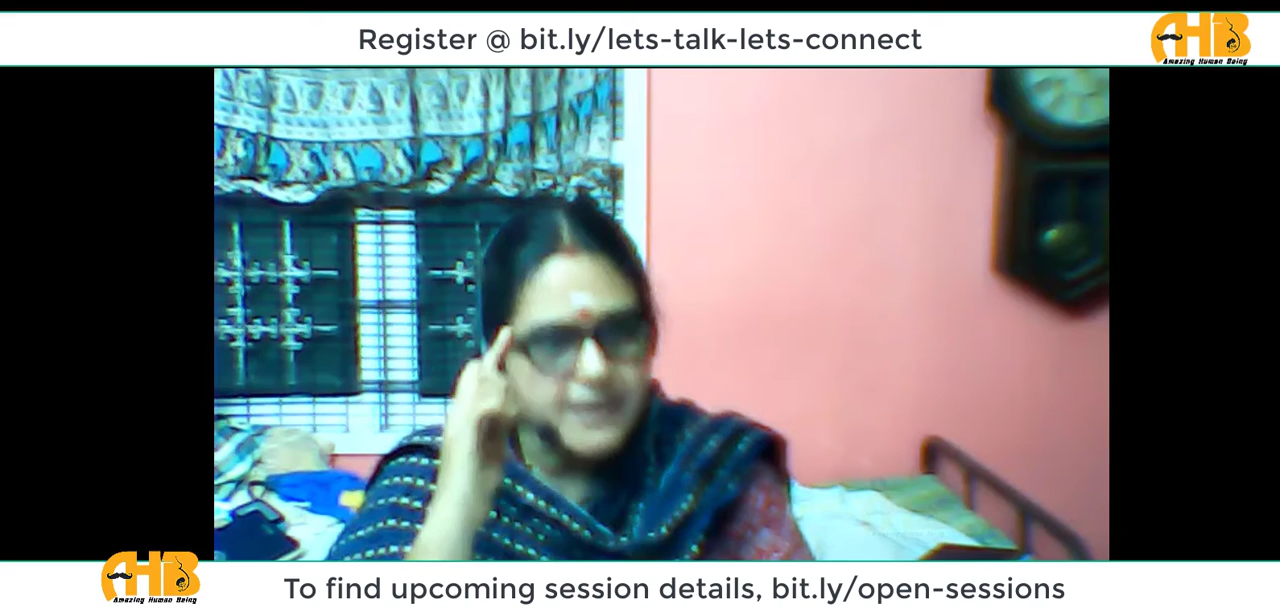 Register @ bit.ly/lets-talk-lets-connect
AHB
Amazing Human Being
AHB
Amazing Human Being
To find upcoming session details, bit.ly/open-sessions